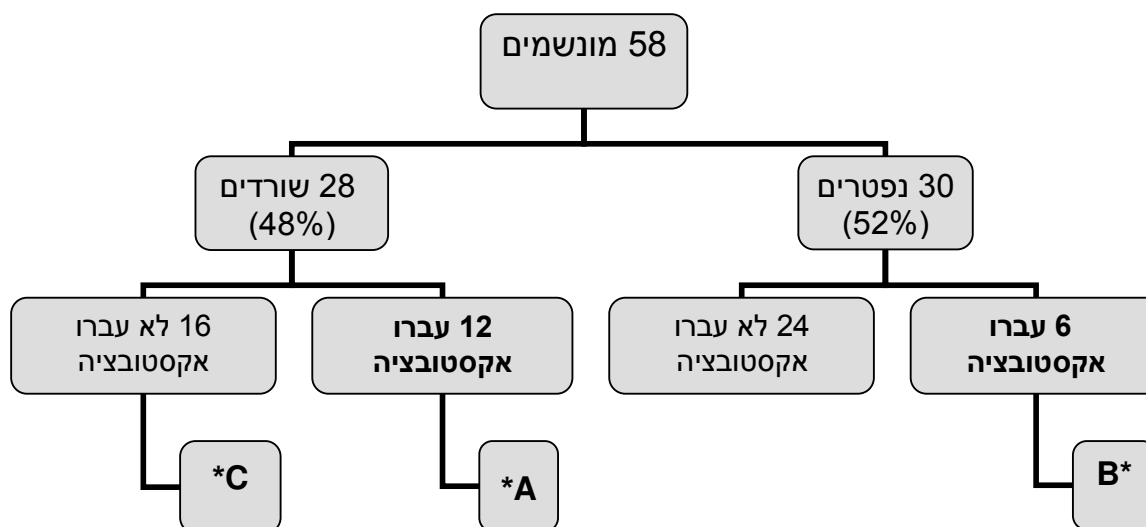 58 מונשמים
28 שורדים
(48%)
30 נפטרים
(52%)
16 לא עברו
אקסטובציה
12 עברו
אקסטובציה
24 לא עברו
אקסטובציה
6 עברו
אקסטובציה
*C
*A
B*